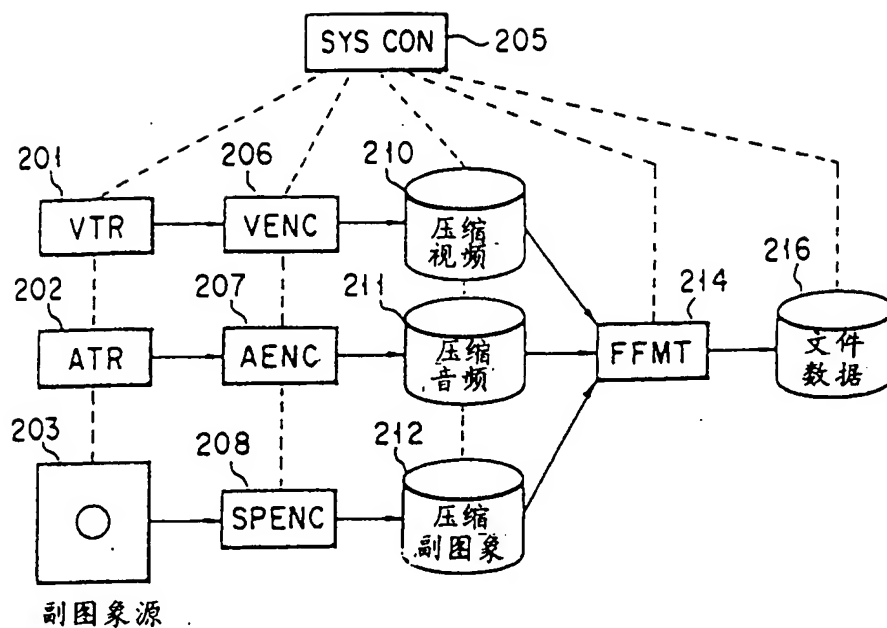 SYS CON
205
201
206
210
VTR
VENC
压缩
视频
202
207
211
214
216
ATR
AENC
压缩
音频
FFMT
文件
数据
203
208
212
SPENC
压缩
副图象
副图象源